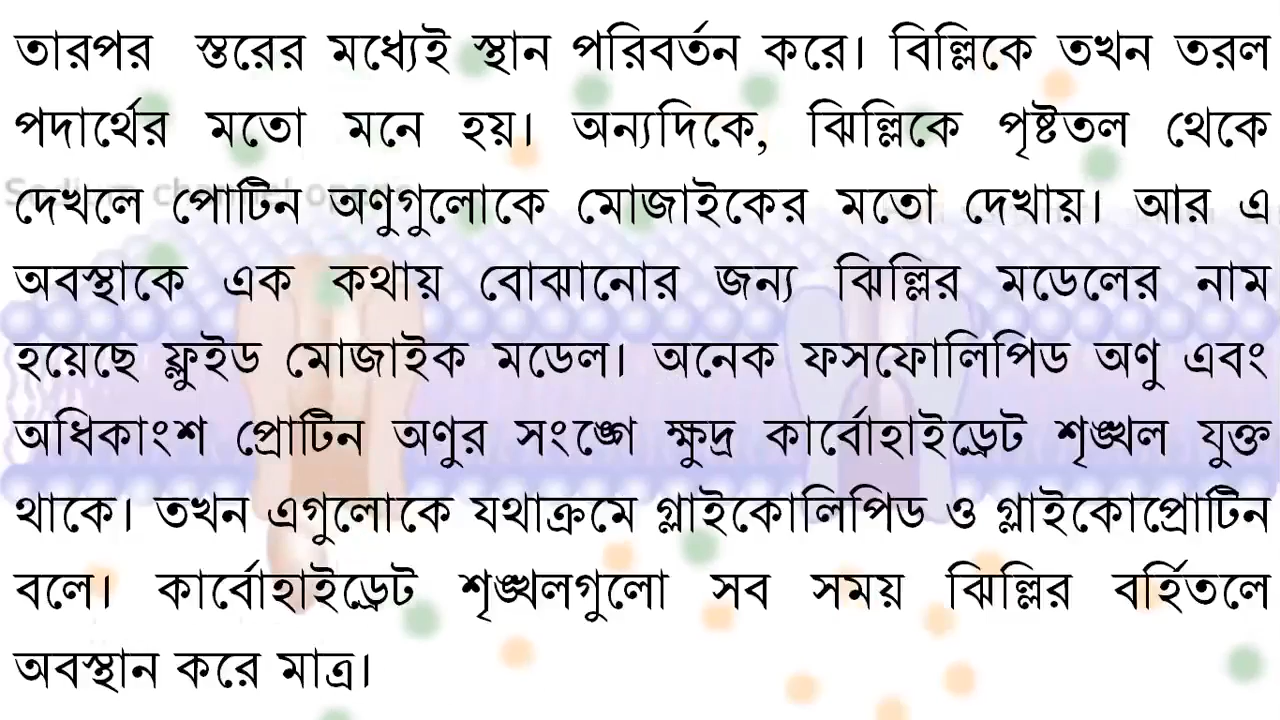 তারপর স্তরের মধ্যেই স্থান পরিবর্তন করে। বিল্লিকে তখন তরল
পদার্থের মতো মনে হয়। অন্যদিকে, ঝিল্লিকে পৃষ্টতল থেকে
দেখলে পোটিন অণুগুলোকে মোজাইকের মতো দেখায়। আর এ
অবস্থাকে এক কথায় বোঝানোর জন্য ঝিল্লির মডেলের নাম
হয়েছে ফ্লুইড মোজাইক মডেল। অনেক ফসফোলিপিড অণু এবং
অধিকাংশ প্রোটিন অণুর সংঙ্গে ক্ষুদ্র কার্বোহাইড্রেট শৃঙ্খল যুক্ত
থাকে। তখন এগুলোকে যথাক্রমে গ্লাইকোলিপিড ও গ্লাইকোপ্রোটিন
বলে। কার্বোহাইড্রেট শৃঙ্খলগুলো সব সময় ঝিল্লির বর্হিতলে
অবস্থান করে মাত্র।